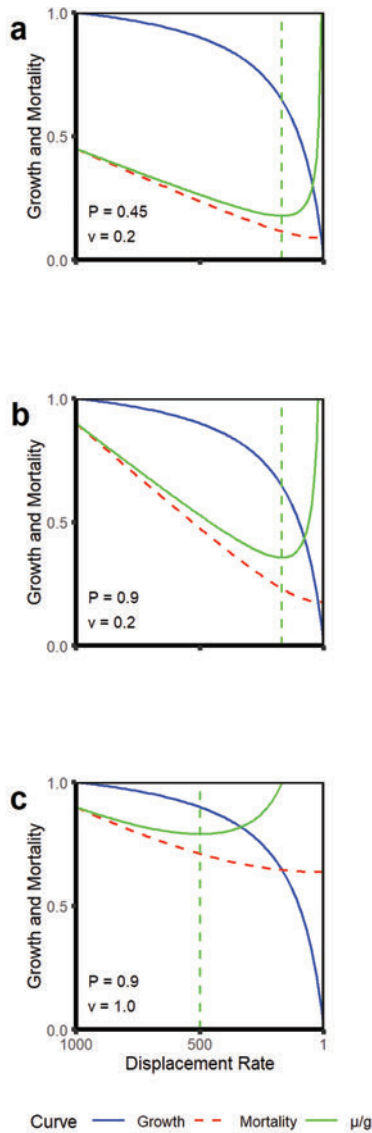 a
Growth and Mortality
1.0
0.5
0.0
P = 0.45
v = 0.2
b
Growth and Mortality
1.0
0.5
0.0
P = 0.9
v = 0.2
c
Growth and Mortality
1.0
0.5
0.0
P = 0.9
v = 1.0
1000 500 1
Displacement Rate
Curve Growth Mortality μ/g